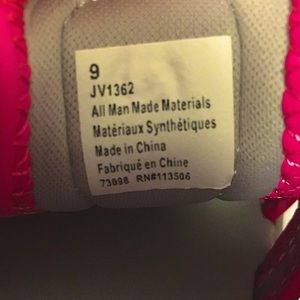 9
JV1362
All Man Made Materials
Matériaux Synthétiques
Made in China
Fabriqué en Chine
73898 RN#113506